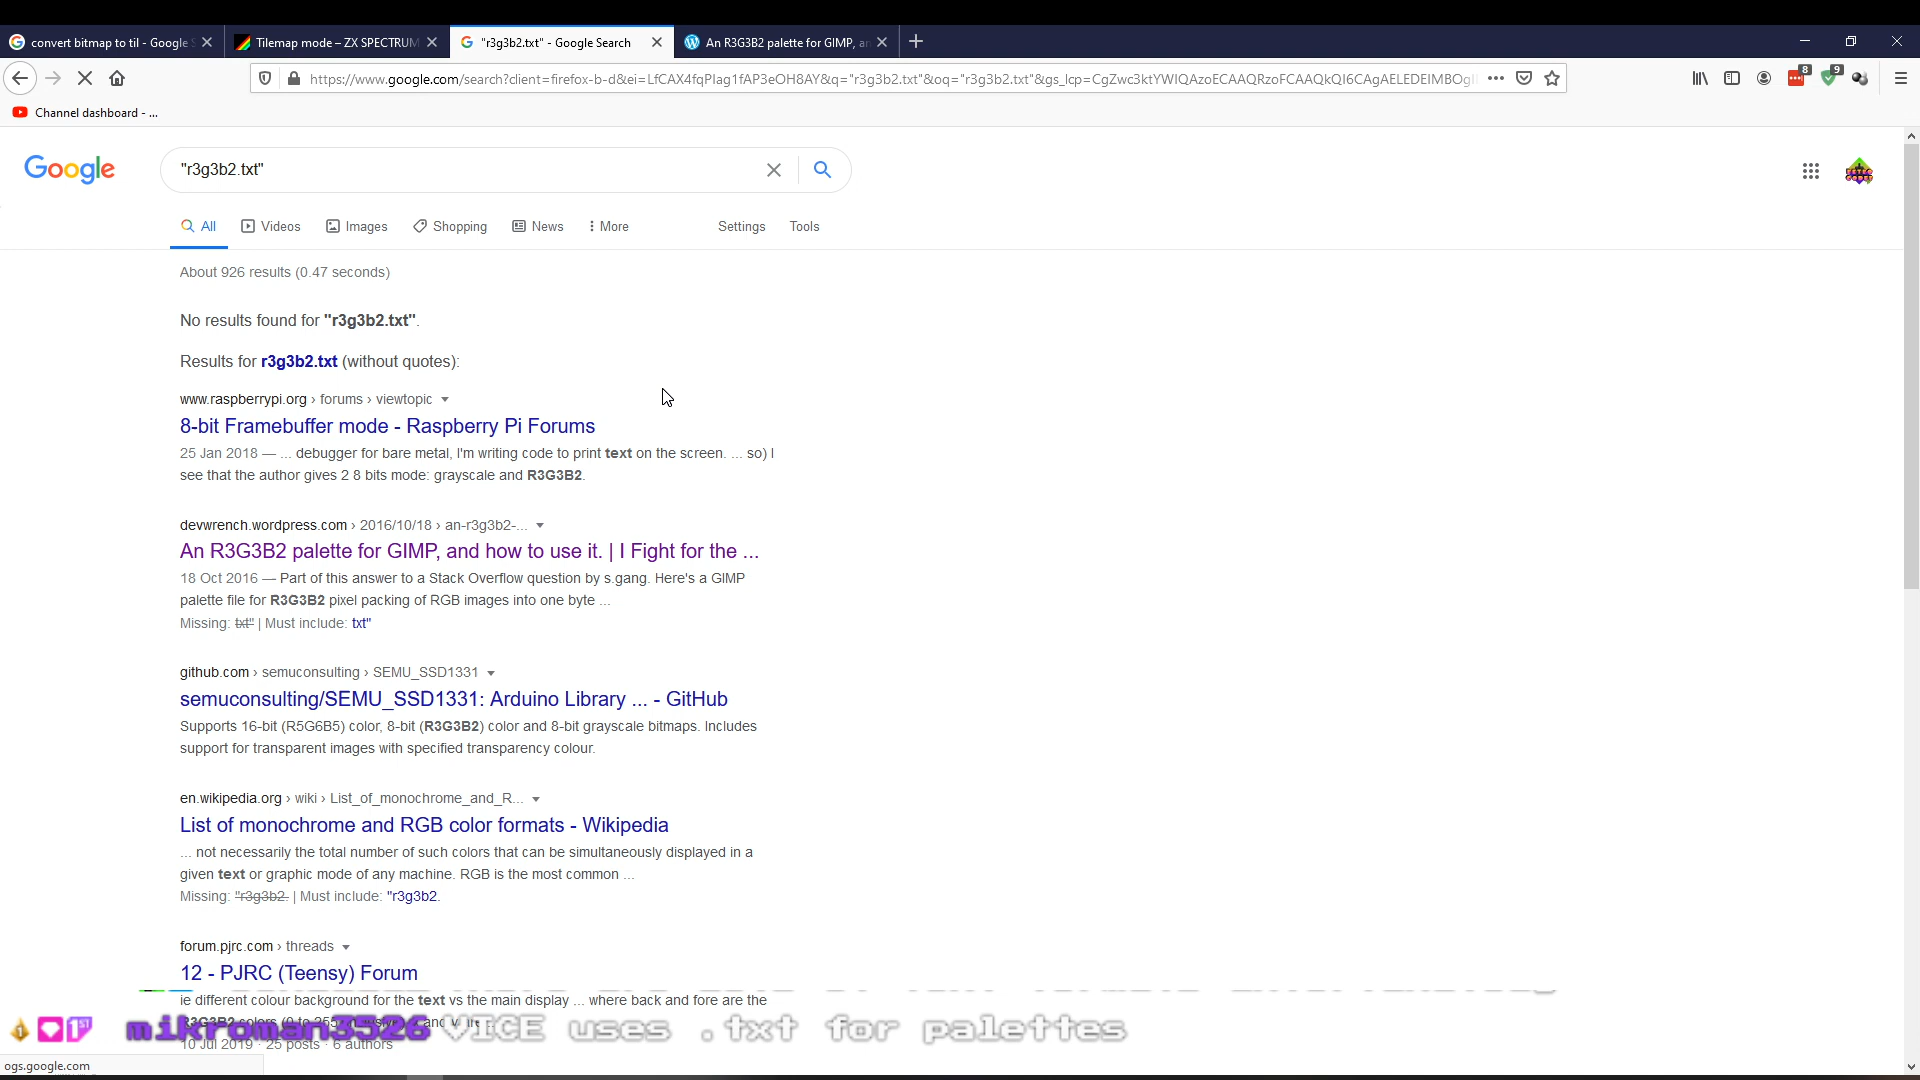 convert bitmap to til - Google S
Tilemap mode – ZX SPECTRUM
"r3g3b2.txt" - Google Search
An R3G3B2 palette for GIMP, a
https://www.google.com/search?client=firefox-b-d&ei=LfCAX4fqPIag1fAP3eOH8AY&q="r3g3b2.txt"&oq="r3g3b2.txt"&gs_lcp=CgZwc3ktYWIQAzoECAAQRzoFCAAQkQI6CAgAELEDEIMBOg
8
9
Channel dashboard - ...
Google
"r3g3b2.txt"
All
Videos
Images
Shopping
News
More
Settings
Tools
About 926 results (0.47 seconds)
No results found for "r3g3b2.txt".
Results for r3g3b2.txt (without quotes):
www.raspberrypi.org › forums › viewtopic
8-bit Framebuffer mode - Raspberry Pi Forums
25 Jan 2018 — ... debugger for bare metal, I'm writing code to print text on the screen. ... so) I
see that the author gives 2 8 bits mode: grayscale and R3G3B2.
devwrench.wordpress.com › 2016/10/18 › an-r3g3b2-...
An R3G3B2 palette for GIMP, and how to use it. | I Fight for the ...
18 Oct 2016 — Part of this answer to a Stack Overflow question by s.gang. Here's a GIMP
palette file for R3G3B2 pixel packing of RGB images into one byte ...
Missing: txt" | Must include: txt"
github.com › semuconsulting › SEMU_SSD1331
semuconsulting/SEMU_SSD1331: Arduino Library ... - GitHub
Supports 16-bit (R5G6B5) color, 8-bit (R3G3B2) color and 8-bit grayscale bitmaps. Includes
support for transparent images with specified transparency colour.
en.wikipedia.org › wiki › List_of_monochrome_and_R...
List of monochrome and RGB color formats - Wikipedia
... not necessarily the total number of such colors that can be simultaneously displayed in a
given text or graphic mode of any machine. RGB is the most common ...
Missing: "r3g3b2. | Must include: "r3g3b2.
forum.pjrc.com › threads
12 - PJRC (Teensy) Forum
ie different colour background for the text vs the main display ... where back and fore are the
R3G3B2 colors (0 to 255
1st mikroman3526 VICE uses .txt for palettes
10 Jul 2019 · 25 posts · 6 authors
ogs.google.com